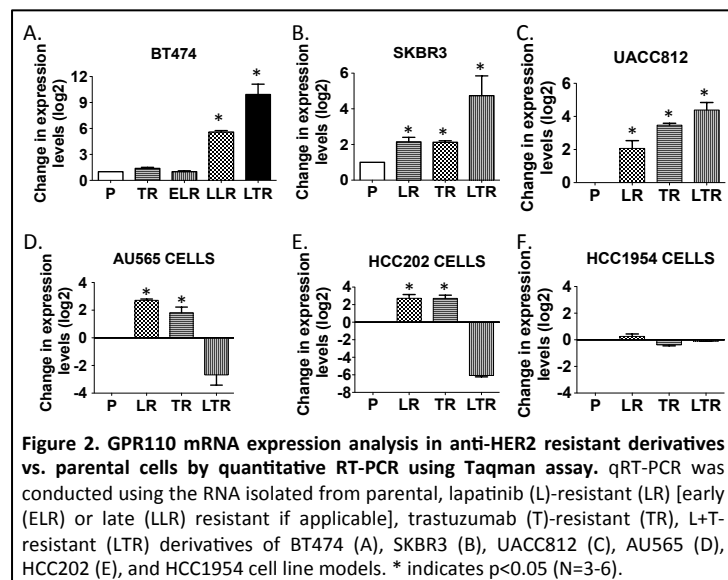 A.
BT474
Change in expression levels (log2)
12
9
6
3
0
*
*
P TR ELR LLR LTR
B.
SKBR3
Change in expression levels (log2)
6
4
2
0
*
*
*
P LR TR LTR
C.
UACC812
Change in expression levels (log2)
6
4
2
0
*
*
*
P LR TR LTR
D.
AU565 CELLS
Change in expression levels (log2)
4
2
0
-2
-4
*
*
P LR TR LTR
E.
HCC202 CELLS
Change in expression levels (log2)
4
2
0
-2
-4
-6
-8
*
*
P LR TR LTR
F.
HCC1954 CELLS
Change in expression levels (log2)
4
2
0
-2
-4
P LR TR LTR
Figure 2. GPR110 mRNA expression analysis in anti-HER2 resistant derivatives
vs. parental cells by quantitative RT-PCR using Taqman assay. qRT-PCR was
conducted using the RNA isolated from parental, lapatinib (L)-resistant (LR) [early
(ELR) or late (LLR) resistant if applicable], trastuzumab (T)-resistant (TR), L+T-
resistant (LTR) derivatives of BT474 (A), SKBR3 (B), UACC812 (C), AU565 (D),
HCC202 (E), and HCC1954 cell line models. * indicates p<0.05 (N=3-6).